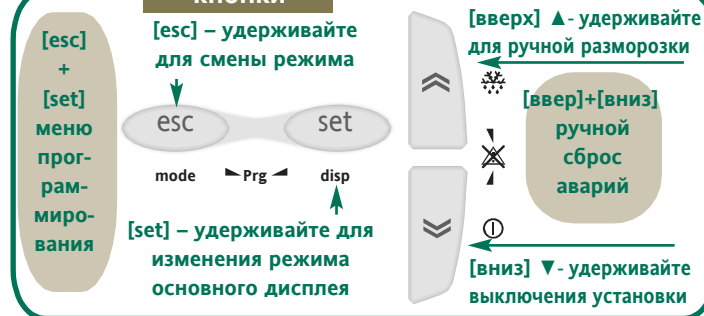 кнопки
[esc]
+
[set]
меню
прог-
рам-
миро-
вания
[esc] – удерживайте
для смены режима
esc
set
mode
Prg
disp
[set] – удерживайте для
изменения режима
основного дисплея
[вверх] ▲- удерживайте
для ручной разморозки
[ввер]+[вниз]
ручной
сброс
аварий
[вниз] ▼- удерживайте
выключения установки